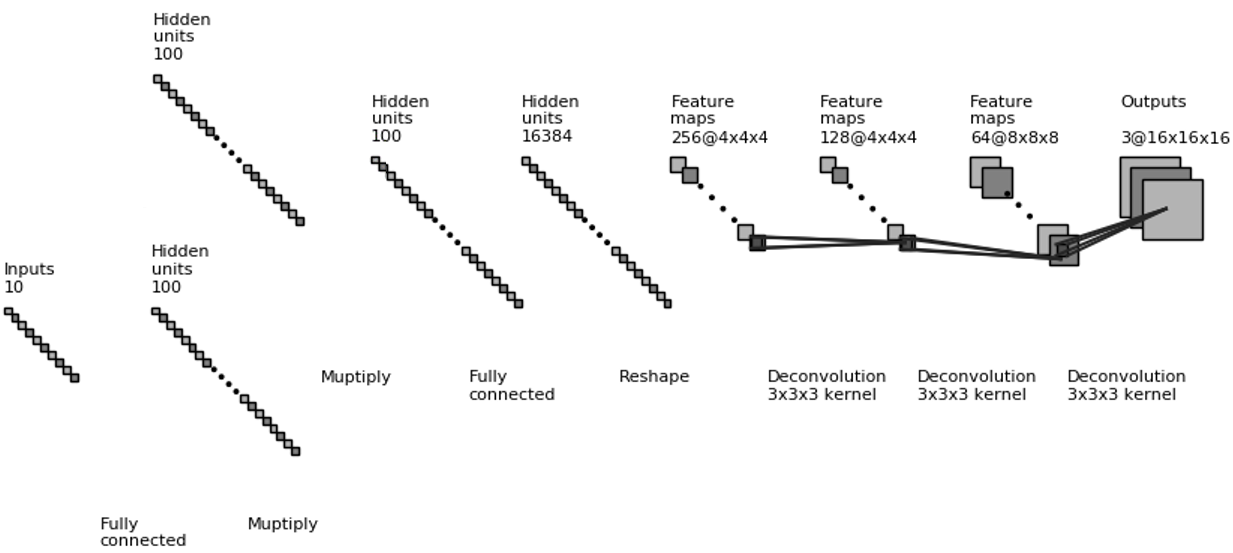 Hidden
units
100
Hidden
units
100
Hidden
units
16384
Feature
maps
256@4x4x4
Feature
maps
128@4x4x4
Feature
maps
64@8x8x8
Outputs
3@16x16x16
Inputs
10
Hidden
units
100
Muptiply
Fully
connected
Reshape
Deconvolution
3x3x3 kernel
Deconvolution
3x3x3 kernel
Deconvolution
3x3x3 kernel
Fully
connected
Muptiply